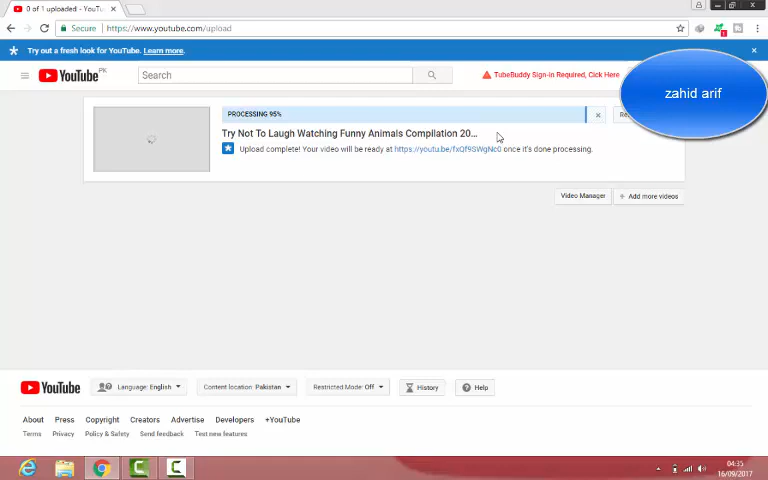 0 of 1 uploaded - YouTu
Secure
https://www.youtube.com/upload
Try out a fresh look for YouTube. Learn more.
YouTube PK
Search
TubeBuddy Sign-in Required, Click Here
zahid arif
PROCESSING 95%
Try Not To Laugh Watching Funny Animals Compilation 20...
Upload complete! Your video will be ready at https://youtu.be/fxQf9SWgNc0 once it's done processing.
Video Manager
+ Add more videos
YouTube
Language: English
Content location: Pakistan
Restricted Mode: Off
History
Help
About Press Copyright Creators Advertise Developers +YouTube
Terms Privacy Policy & Safety Send feedback Test new features
04:35
16/09/2017